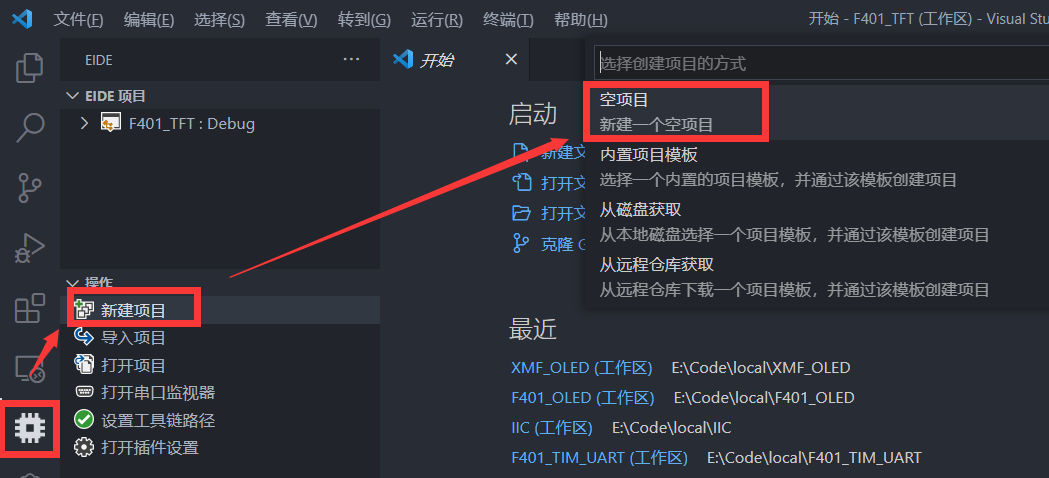 文件(F) 编辑(E) 选择(S) 查看(V) 转到(G) 运行(R) 终端(T) 帮助(H) 开始 - F401_TFT (工作区) - Visual Stu
EIDE
EIDE 项目
F401_TFT : Debug
操作
新建项目
导入项目
打开项目
打开串口监视器
设置工具链路径
打开插件设置
开始
启动
新建文
打开文
打开文
克隆 G
最近
XMF_OLED (工作区) E:\Code\local\XMF_OLED
F401_OLED (工作区) E:\Code\local\F401_OLED
IIC (工作区) E:\Code\local\IIC
F401_TIM_UART (工作区) E:\Code\local\F401_TIM_UART
选择创建项目的方式
空项目
新建一个空项目
内置项目模板
选择一个内置的项目模板，并通过该模板创建项目
从磁盘获取
从本地磁盘选择一个项目模板，并通过该模板创建项目
从远程仓库获取
从远程仓库下载一个项目模板，并通过该模板创建项目